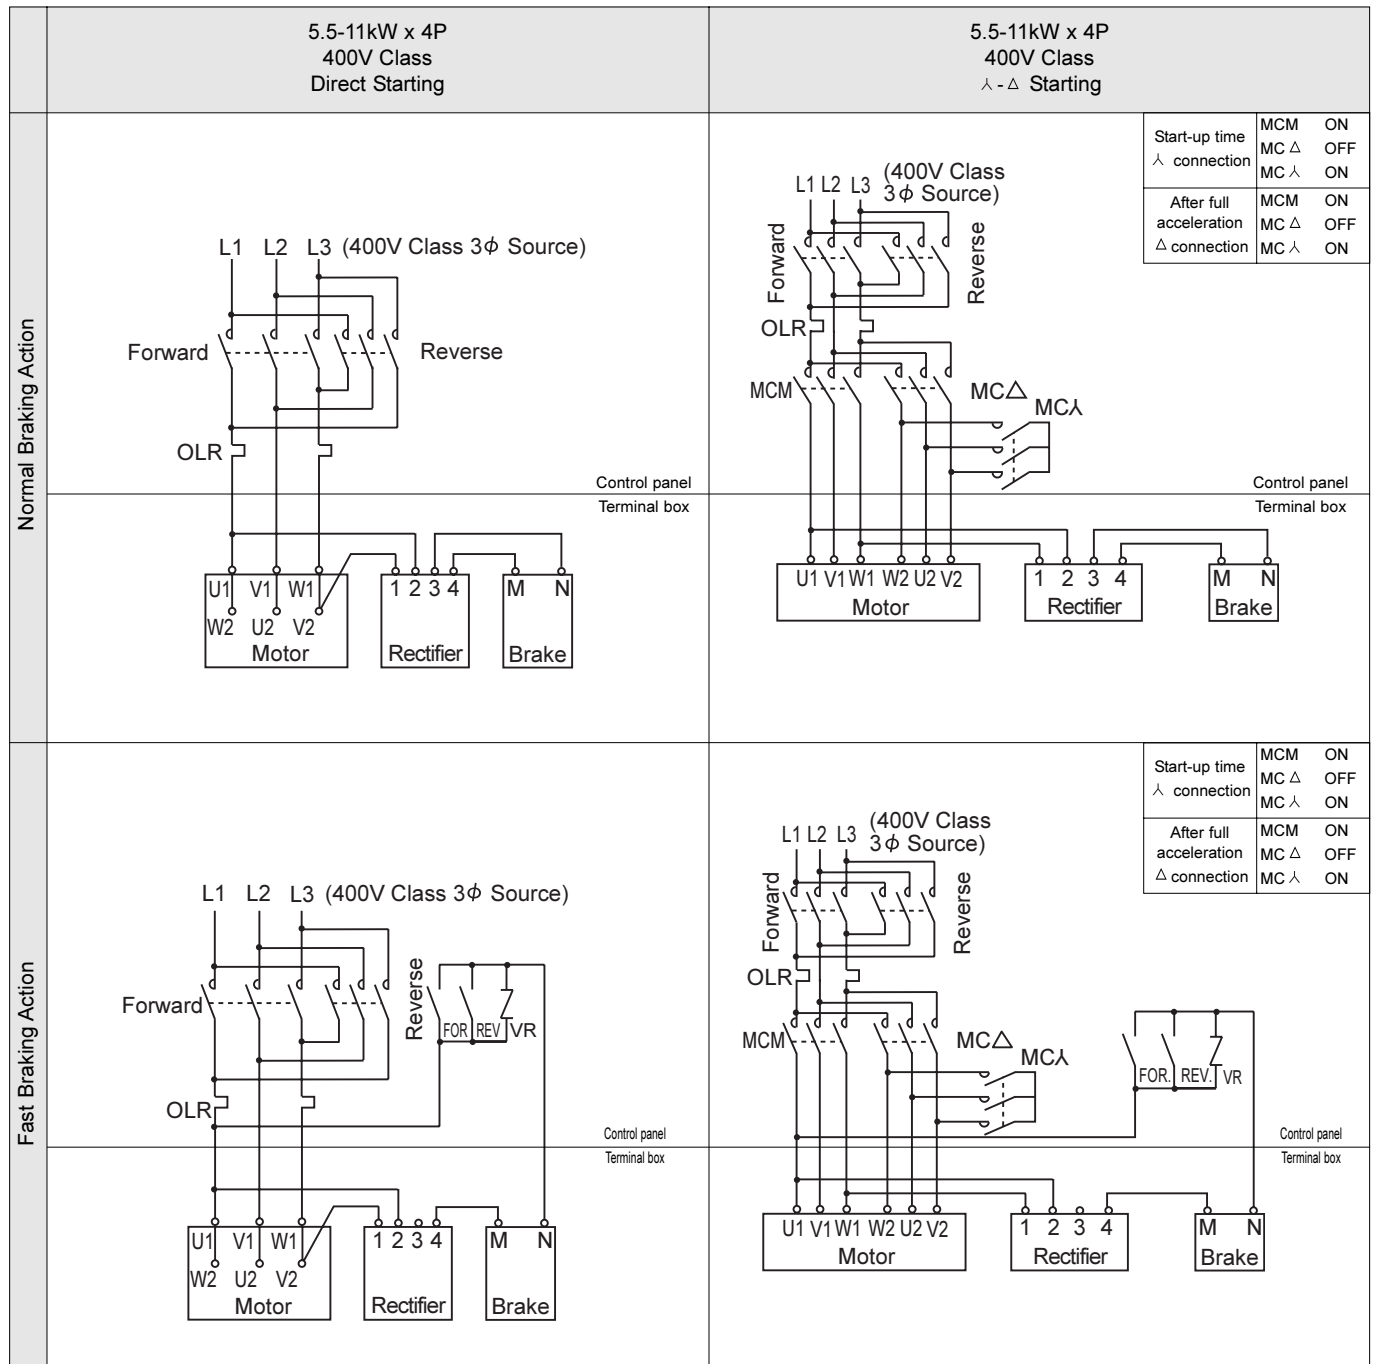 5.5-11kW x 4P
400V Class
Direct Starting
5.5-11kW x 4P
400V Class
⅄ - △ Starting
Normal Braking Action
L1 L2 L3 (400V Class 3ϕ Source)
Forward
Reverse
OLR
Control panel
Terminal box
U1 V1 W1
W2 U2 V2
Motor
1 2 3 4
Rectifier
M N
Brake
Start-up time
⅄ connection
MCM ON
MC △ OFF
MC ⅄ ON
After full
acceleration
△ connection
MCM ON
MC △ OFF
MC ⅄ ON
L1 L2 L3
(400V Class
3ϕ Source)
Forward
Reverse
OLR
MCM
MC△
MC⅄
Control panel
Terminal box
U1 V1 W1 W2 U2 V2
Motor
1 2 3 4
Rectifier
M N
Brake
Fast Braking Action
L1 L2 L3 (400V Class 3ϕ Source)
Forward
Reverse
FOR REV VR
OLR
Control panel
Terminal box
U1 V1 W1
W2 U2 V2
Motor
1 2 3 4
Rectifier
M N
Brake
Start-up time
⅄ connection
MCM ON
MC △ OFF
MC ⅄ ON
After full
acceleration
△ connection
MCM ON
MC △ OFF
MC ⅄ ON
L1 L2 L3
(400V Class
3ϕ Source)
Forward
Reverse
OLR
MCM
MC△
MC⅄
FOR. REV. VR
Control panel
Terminal box
U1 V1 W1 W2 U2 V2
Motor
1 2 3 4
Rectifier
M N
Brake